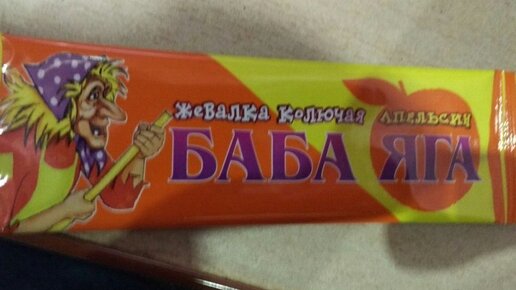 ЖЕВАЛКА КОЛЮЧАЯ АПЕЛЬСИН
БАБА ЯГА